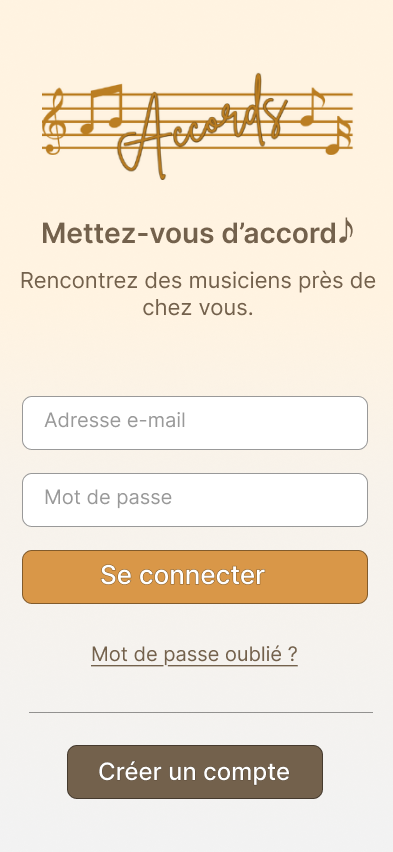 Accords
Mettez-vous d’accord♪
Rencontrez des musiciens près de
chez vous.
Adresse e-mail
Mot de passe
Se connecter
Mot de passe oublié ?
Créer un compte